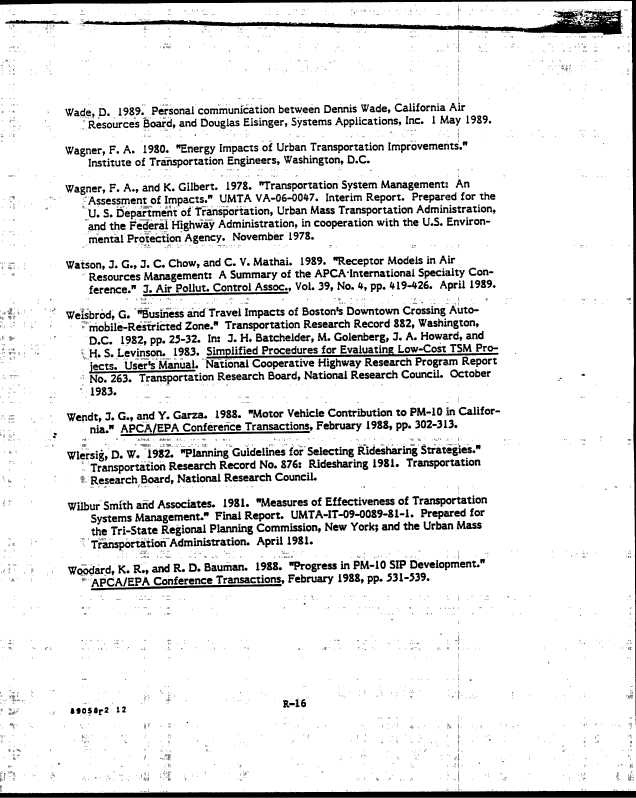 Wade, D. 1989. Personal communication between Dennis Wade, California Air
Resources Board, and Douglas Eisinger, Systems Applications, Inc. 1 May 1989.
Wagner, F. A. 1980. "Energy Impacts of Urban Transportation Improvements."
Institute of Transportation Engineers, Washington, D.C.
Wagner, F. A., and K. Gilbert. 1978. "Transportation System Management: An
Assessment of Impacts." UMTA VA-06-0047. Interim Report. Prepared for the
U. S. Department of Transportation, Urban Mass Transportation Administration,
and the Federal Highway Administration, in cooperation with the U.S. Environ-
mental Protection Agency. November 1978.
Watson, J. G., J. C. Chow, and C. V. Mathai. 1989. "Receptor Models in Air
Resources Management: A Summary of the APCA International Specialty Con-
ference." J. Air Pollut. Control Assoc., Vol. 39, No. 4, pp. 419-426. April 1989.
Weisbrod, G. "Business and Travel Impacts of Boston's Downtown Crossing Auto-
mobile-Restricted Zone." Transportation Research Record 882, Washington,
D.C. 1982, pp. 25-32. In: J. H. Batchelder, M. Golenberg, J. A. Howard, and
H. S. Levinson. 1983. Simplified Procedures for Evaluating Low-Cost TSM Pro-
jects. User's Manual. National Cooperative Highway Research Program Report
No. 263. Transportation Research Board, National Research Council. October
1983.
Wendt, J. G., and Y. Garza. 1988. "Motor Vehicle Contribution to PM-10 in Califor-
nia." APCA/EPA Conference Transactions, February 1988, pp. 302-313.
Wiersig, D. W. 1982. "Planning Guidelines for Selecting Ridesharing Strategies."
Transportation Research Record No. 876: Ridesharing 1981. Transportation
Research Board, National Research Council.
Wilbur Smith and Associates. 1981. "Measures of Effectiveness of Transportation
Systems Management." Final Report. UMTA-IT-09-0089-81-1. Prepared for
the Tri-State Regional Planning Commission, New York; and the Urban Mass
Transportation Administration. April 1981.
Woodard, K. R., and R. D. Bauman. 1988. "Progress in PM-10 SIP Development."
APCA/EPA Conference Transactions, February 1988, pp. 531-539.
R-16
89058r2 12